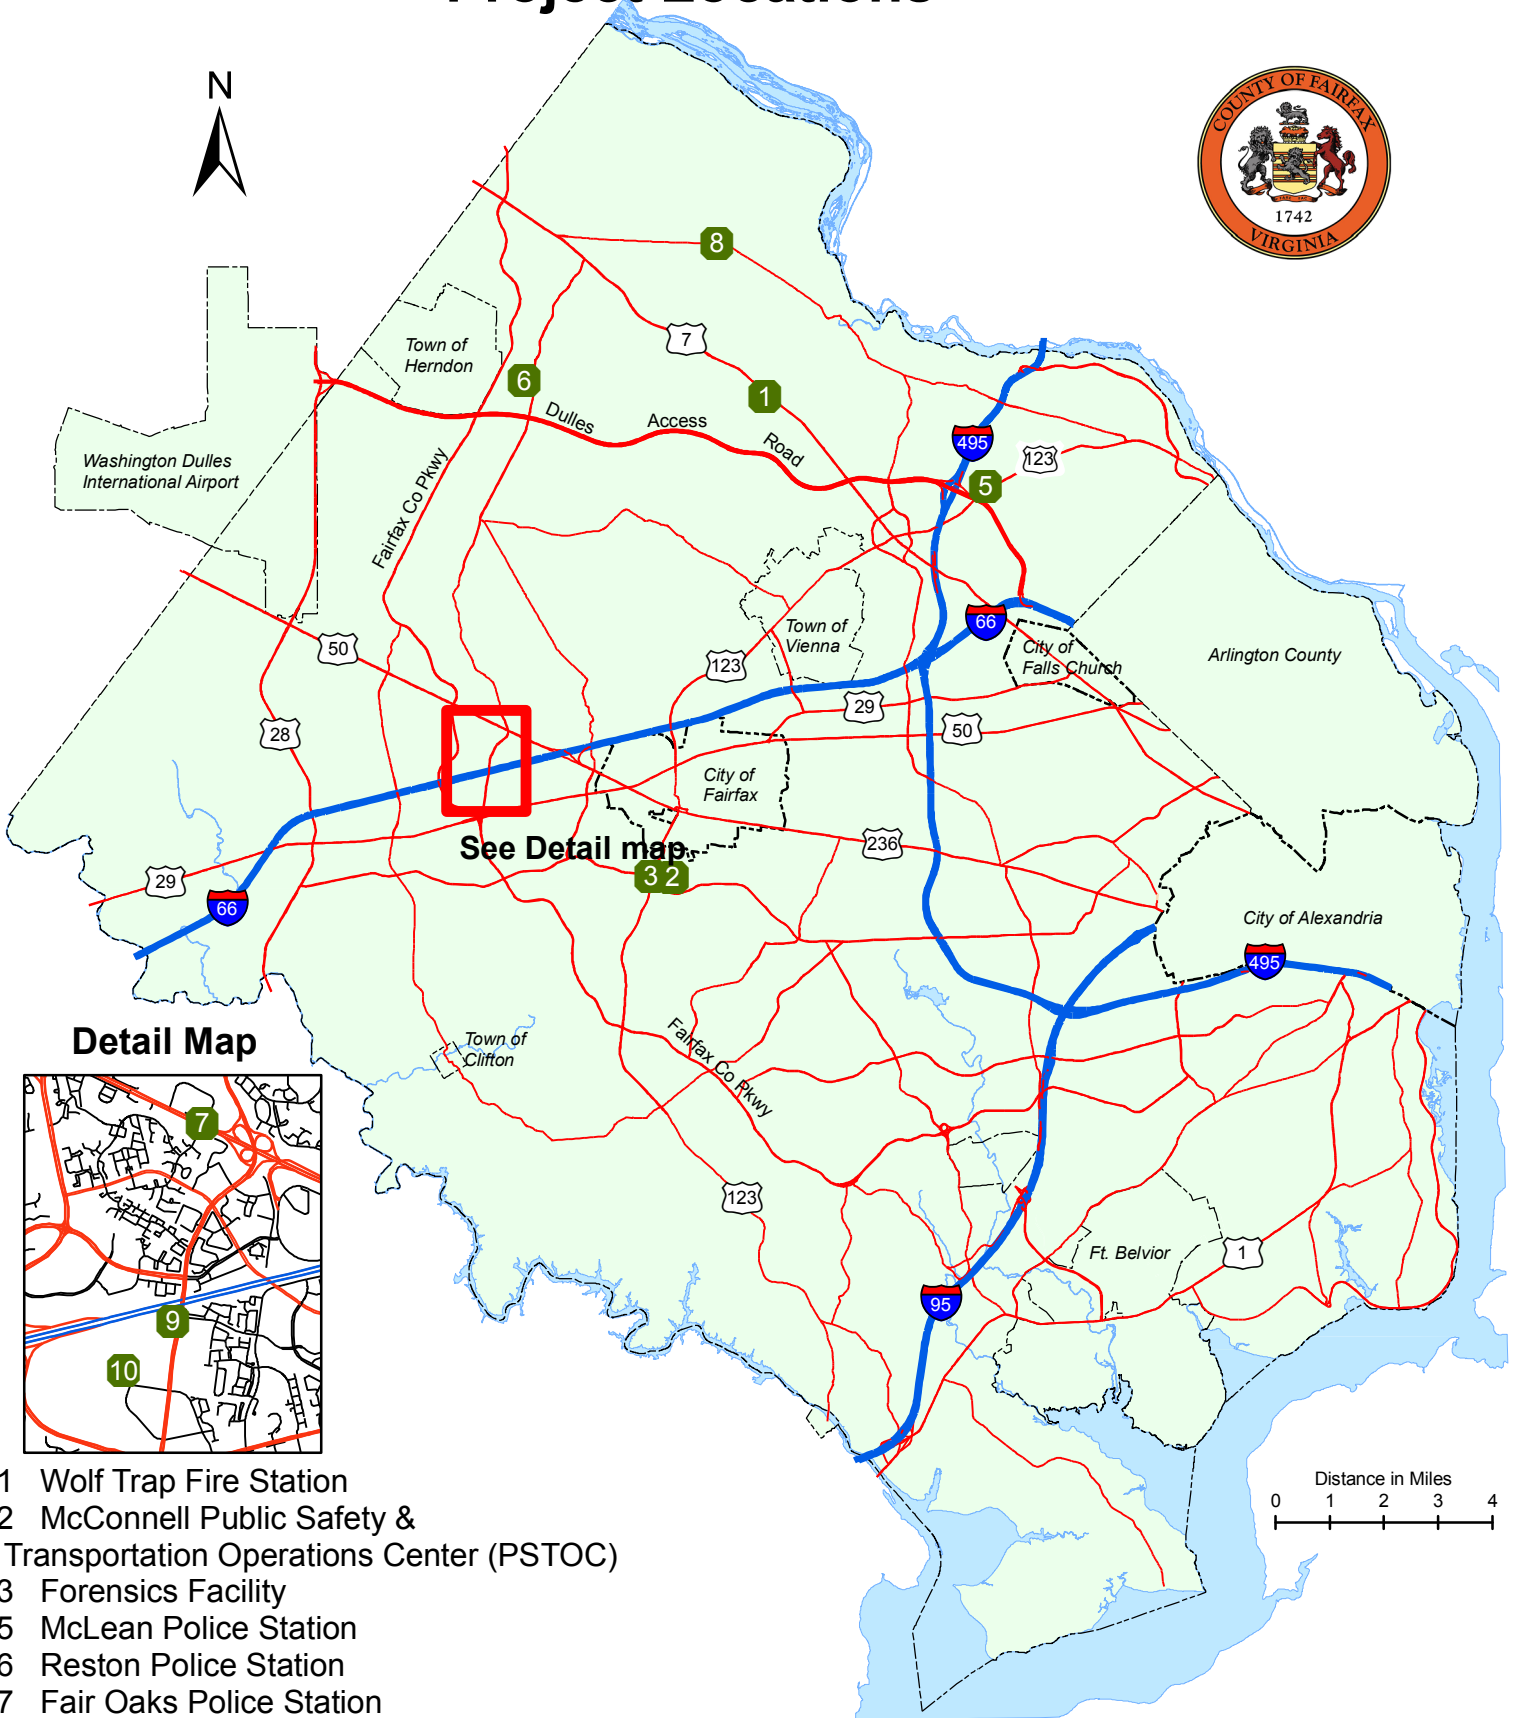 Project Locations
N
COUNTY OF FAIRFAX
1742
VIRGINIA
8
Town of
Herndon
7
6
1
Dulles Access Road
495
123
5
Washington Dulles
International Airport
Fairfax Co Pkwy
50
Town of
Vienna
66
City of
Falls Church
Arlington County
123
29
50
28
City of
Fairfax
See Detail map
236
3 2
29
66
City of Alexandria
495
Detail Map
Town of
Clifton
Fairfax Co Pkwy
7
9
10
123
Ft. Belvior
1
95
Distance in Miles
0 1 2 3 4
1 Wolf Trap Fire Station
2 McConnell Public Safety &
Transportation Operations Center (PSTOC)
3 Forensics Facility
5 McLean Police Station
6 Reston Police Station
7 Fair Oaks Police Station